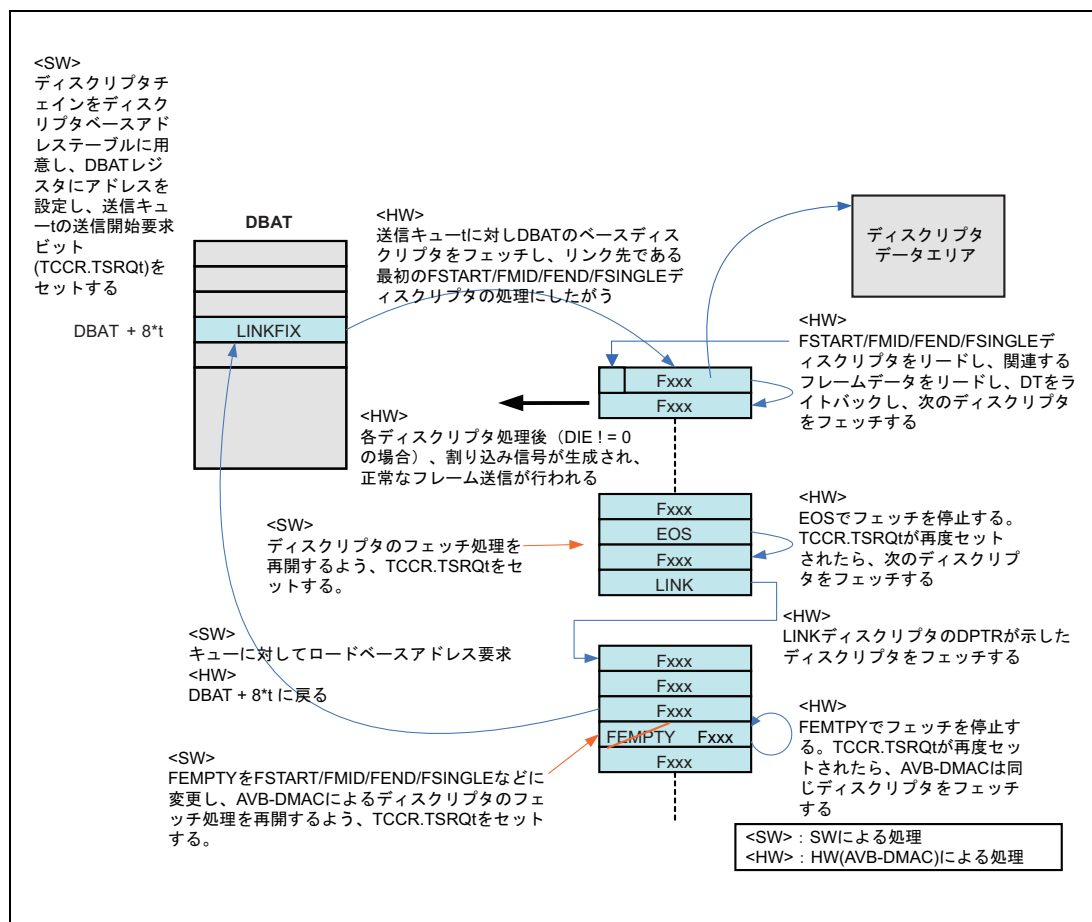 <SW>
ディスクリプタチ
ェインをディスク
リプタベースアド
レステーブルに用
意し、DBATレジ
スタにアドレスを
設定し、送信キュ
ーtの送信開始要求
ビット
(TCCR.TSRQt)を
セットする
DBAT
DBAT + 8*t
LINKFIX
<HW>
送信キューtに対しDBATのベースディス
クリプタをフェッチし、リンク先である
最初のFSTART/FMID/FEND/FSINGLEデ
ィスクリプタの処理にしたがう
ディスクリプタ
データエリア
<HW>
FSTART/FMID/FEND/FSINGLEデ
ィスクリプタをリードし、関連する
フレームデータをリードし、DTをラ
イトバックし、次のディスクリプタ
をフェッチする
Fxxx
Fxxx
<HW>
各ディスクリプタ処理後（DIE ! = 0
の場合）、割り込み信号が生成され、
正常なフレーム送信が行われる
Fxxx
EOS
Fxxx
LINK
<HW>
EOSでフェッチを停止する。
TCCR.TSRQtが再度セット
されたら、次のディスクリプ
タをフェッチする
<SW>
ディスクリプタのフェッチ処理を
再開するよう、TCCR.TSRQtをセ
ットする。
<HW>
LINKディスクリプタのDPTRが示した
ディスクリプタをフェッチする
<SW>
キューに対してロードベースアドレス要求
<HW>
DBAT + 8*t に戻る
Fxxx
Fxxx
Fxxx
FEMPTY Fxxx
Fxxx
<HW>
FEMTPYでフェッチを停止す
る。TCCR.TSRQtが再度セッ
トされたら、AVB-DMACは同
じディスクリプタをフェッチ
する
<SW>
FEMPTYをFSTART/FMID/FEND/FSINGLEなどに
変更し、AVB-DMACによるディスクリプタのフェ
ッチ処理を再開するよう、TCCR.TSRQtをセット
する。
<SW>：SWによる処理
<HW>：HW(AVB-DMAC)による処理